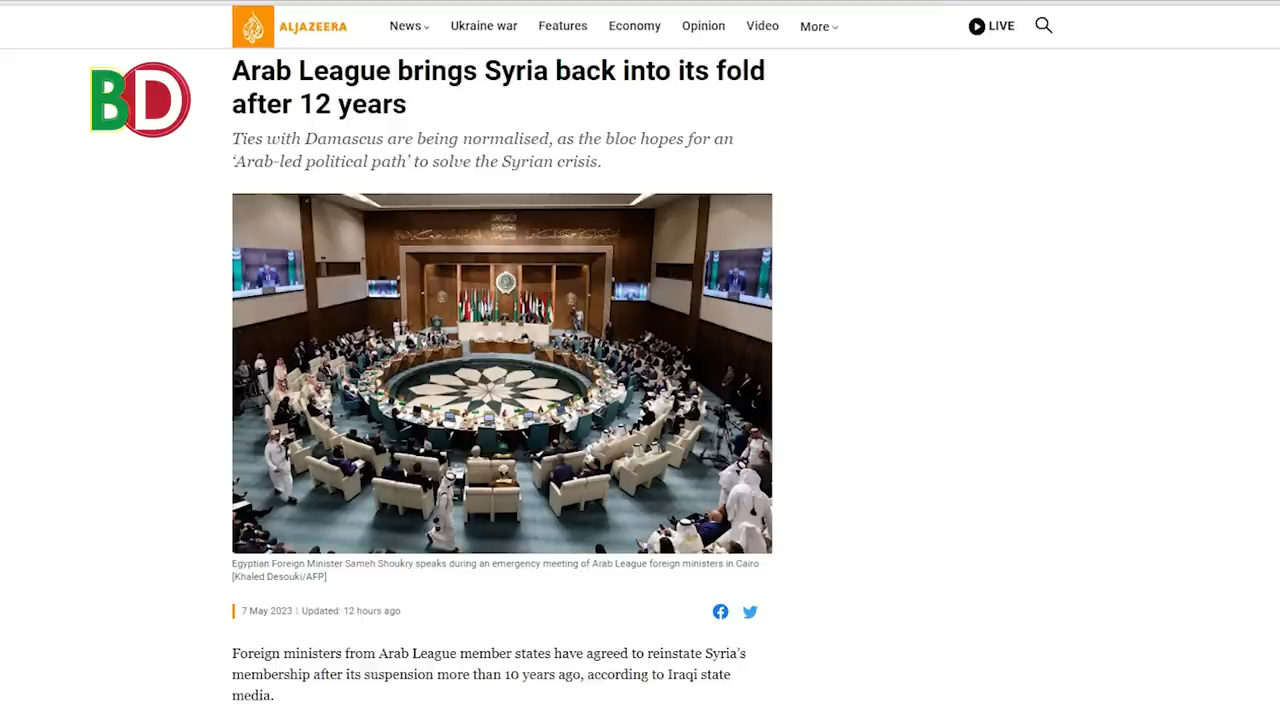 ALJAZEERA
News
Ukraine war
Features
Economy
Opinion
Video
More
LIVE
BD
Arab League brings Syria back into its fold
after 12 years
Ties with Damascus are being normalised, as the bloc hopes for an
‘Arab-led political path’ to solve the Syrian crisis.
Egyptian Foreign Minister Sameh Shoukry speaks during an emergency meeting of Arab League foreign ministers in Cairo
[Khaled Desouki/AFP]
7 May 2023 | Updated: 12 hours ago
Foreign ministers from Arab League member states have agreed to reinstate Syria’s
membership after its suspension more than 10 years ago, according to Iraqi state
media.